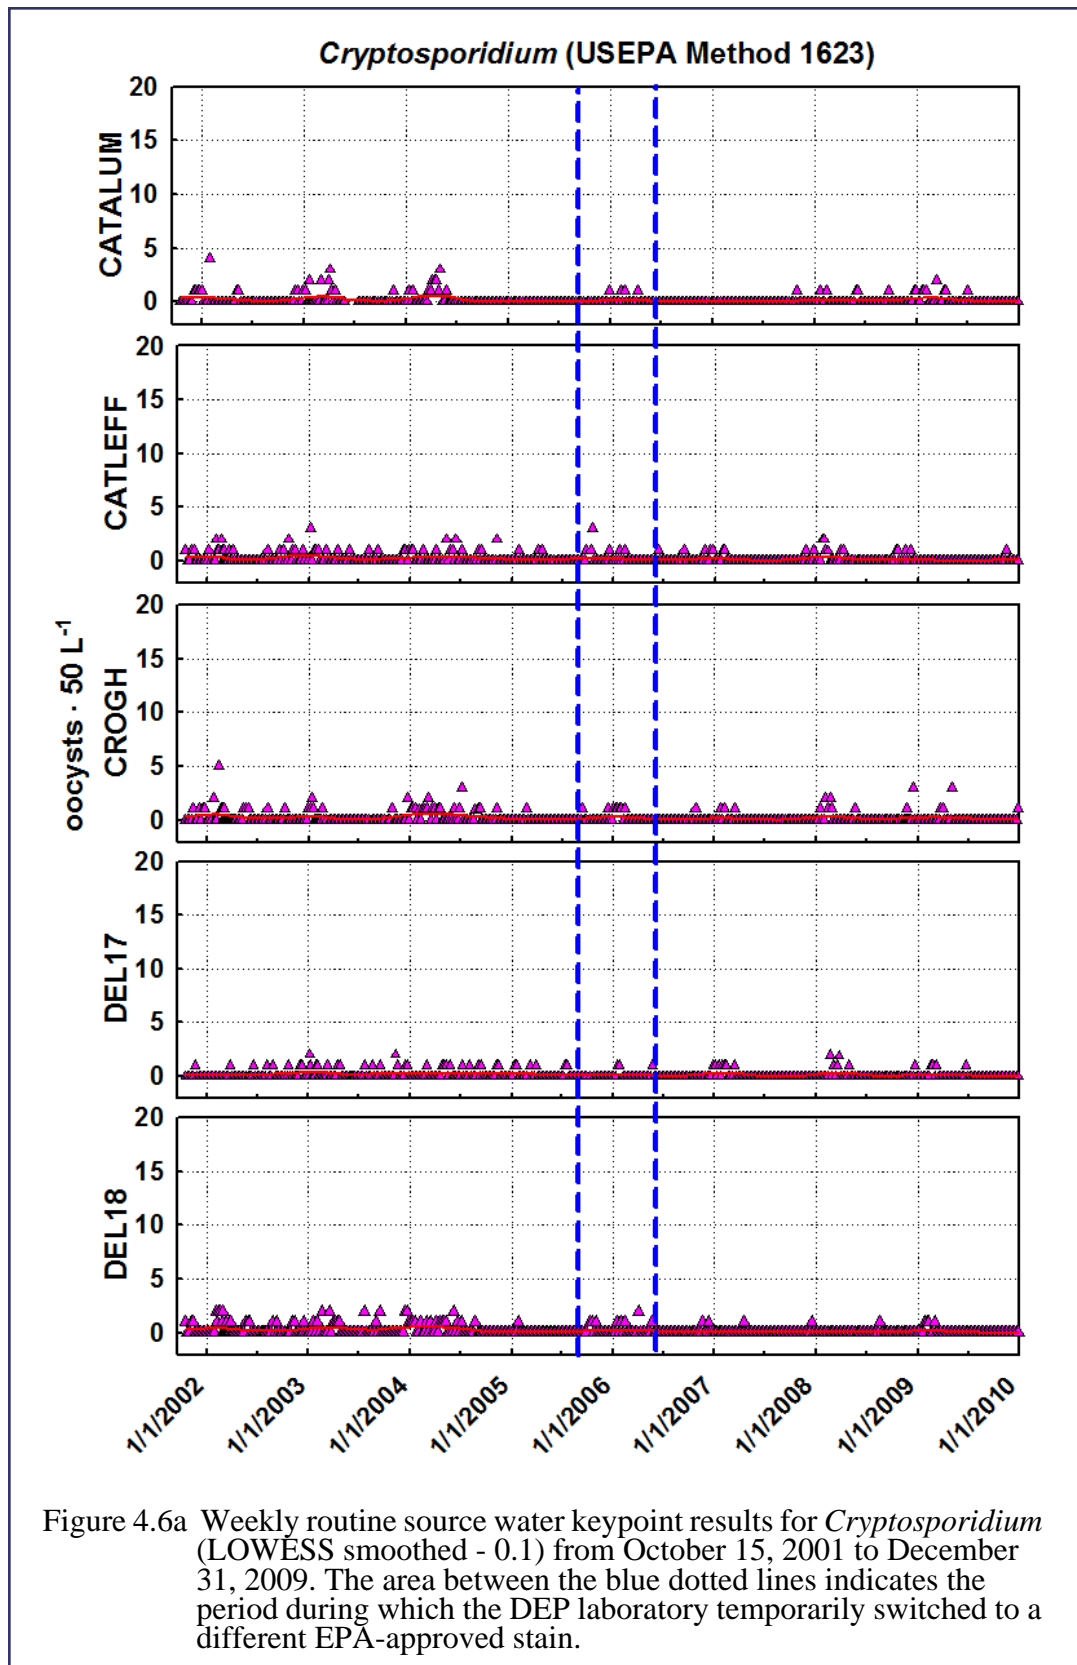 Cryptosporidium (USEPA Method 1623)
20
15
10
5
0
CATALUM
20
15
10
5
0
CATLEFF
20
15
10
5
0
oocysts · 50 L-1
CROGH
20
15
10
5
0
DEL17
20
15
10
5
0
DEL18
1/1/2002
1/1/2003
1/1/2004
1/1/2005
1/1/2006
1/1/2007
1/1/2008
1/1/2009
1/1/2010
Figure 4.6a Weekly routine source water keypoint results for Cryptosporidium
(LOWESS smoothed - 0.1) from October 15, 2001 to December
31, 2009. The area between the blue dotted lines indicates the
period during which the DEP laboratory temporarily switched to a
different EPA-approved stain.